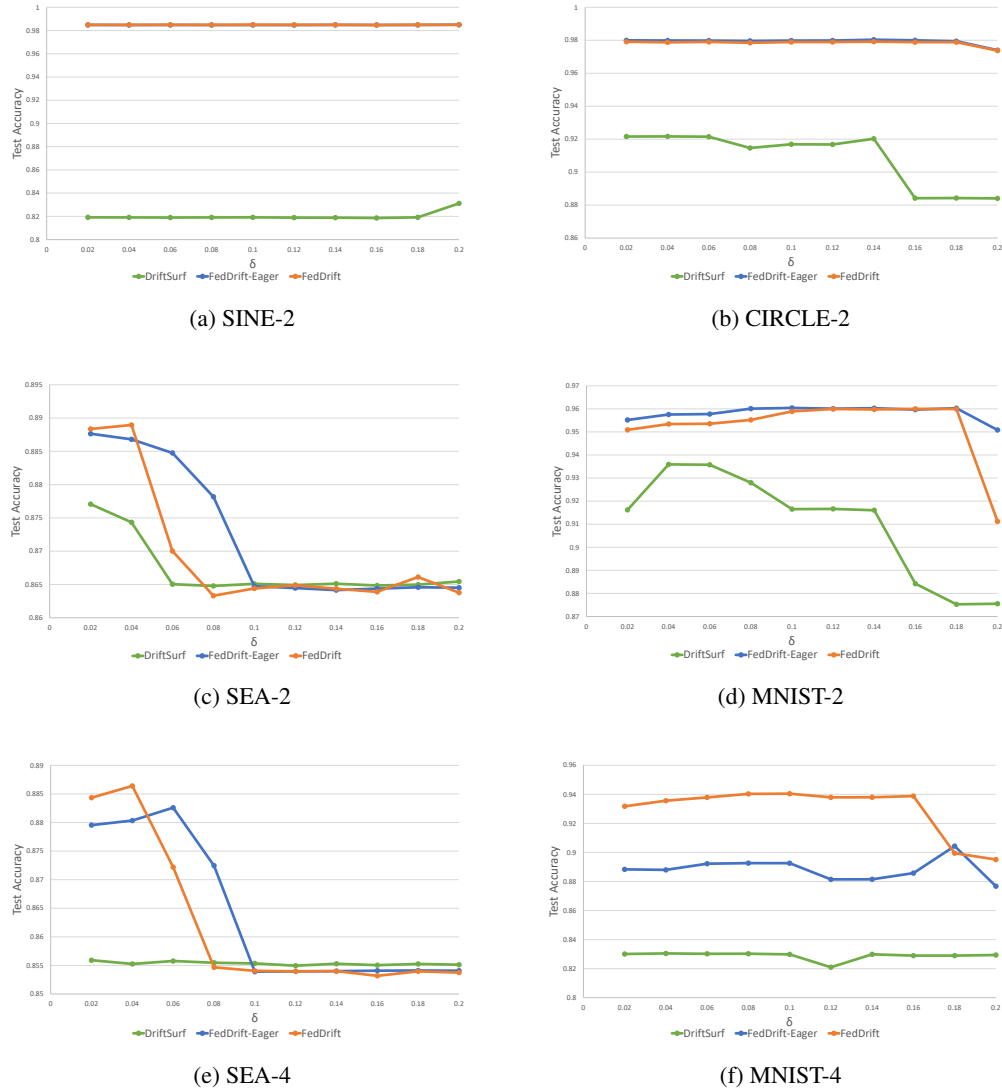 1
0.98
0.96
0.94
0.92
0.9
0.88
0.86
0.84
0.82
0.8
Test Accuracy
0 0.02 0.04 0.06 0.08 0.1 0.12 0.14 0.16 0.18 0.2
δ
DriftSurf FedDrift-Eager FedDrift
(a) SINE-2
1
0.98
0.96
0.94
0.92
0.9
0.88
0.86
Test Accuracy
0 0.02 0.04 0.06 0.08 0.1 0.12 0.14 0.16 0.18 0.2
δ
DriftSurf FedDrift-Eager FedDrift
(b) CIRCLE-2
0.895
0.89
0.885
0.88
0.875
0.87
0.865
0.86
Test Accuracy
0 0.02 0.04 0.06 0.08 0.1 0.12 0.14 0.16 0.18 0.2
δ
DriftSurf FedDrift-Eager FedDrift
(c) SEA-2
0.97
0.96
0.95
0.94
0.93
0.92
0.91
0.9
0.89
0.88
0.87
Test Accuracy
0 0.02 0.04 0.06 0.08 0.1 0.12 0.14 0.16 0.18 0.2
δ
DriftSurf FedDrift-Eager FedDrift
(d) MNIST-2
0.89
0.885
0.88
0.875
0.87
0.865
0.86
0.855
0.85
Test Accuracy
0 0.02 0.04 0.06 0.08 0.1 0.12 0.14 0.16 0.18 0.2
δ
DriftSurf FedDrift-Eager FedDrift
(e) SEA-4
0.96
0.94
0.92
0.9
0.88
0.86
0.84
0.82
0.8
Test Accuracy
0 0.02 0.04 0.06 0.08 0.1 0.12 0.14 0.16 0.18 0.2
δ
DriftSurf FedDrift-Eager FedDrift
(f) MNIST-4